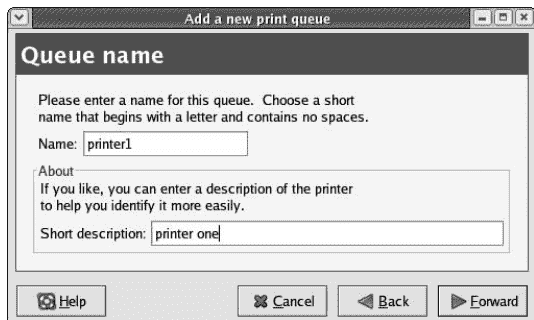 Add a new print queue
Queue name
Please enter a name for this queue. Choose a short
name that begins with a letter and contains no spaces.
Name: printer1
About
If you like, you can enter a description of the printer
to help you identify it more easily.
Short description: printer one
Help Cancel Back Forward